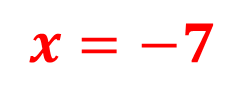 x = −7